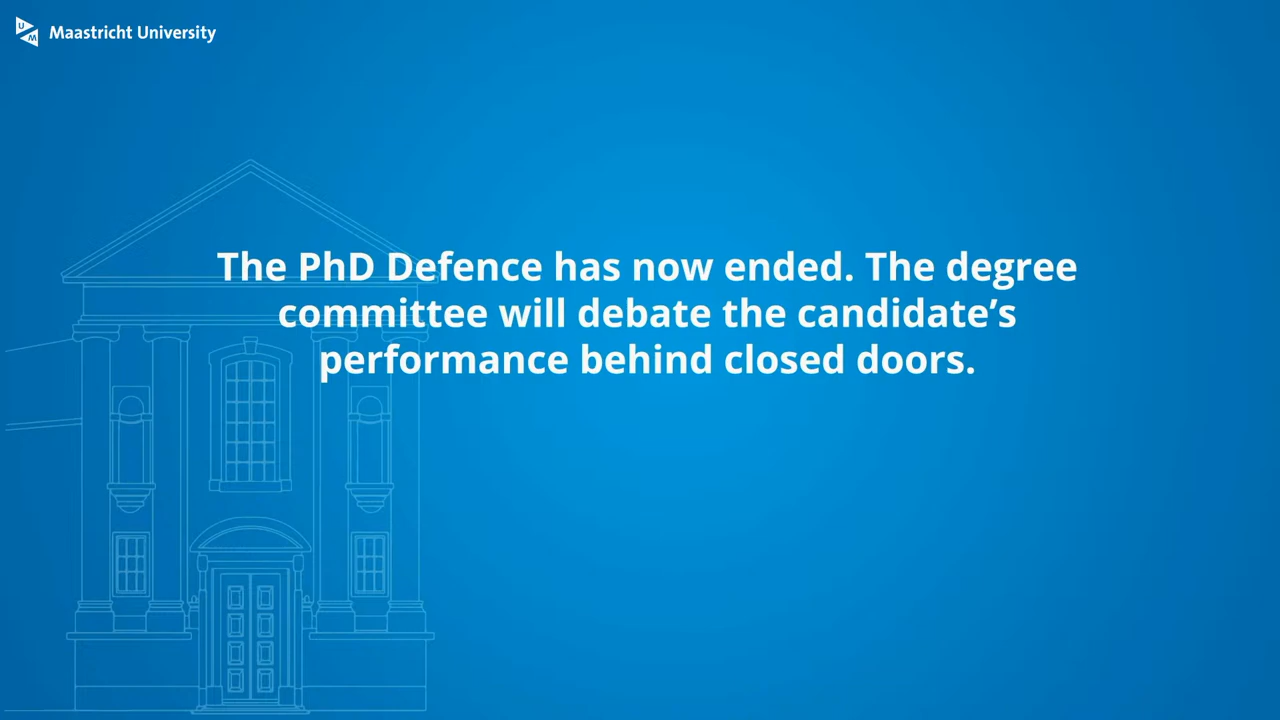 UM
Maastricht University
The PhD Defence has now ended. The degree
committee will debate the candidate’s
performance behind closed doors.